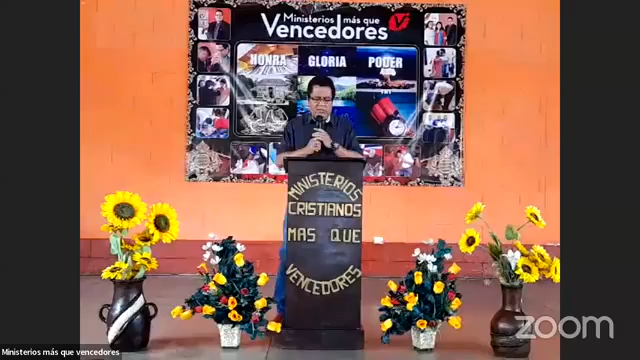 Ministerios más que
Vencedores
V
HONRA
GLORIA
PODER
MINISTERIOS
CRISTIANOS
MAS QUE
VENCEDORES
Ministerios más que vencedores
zoom